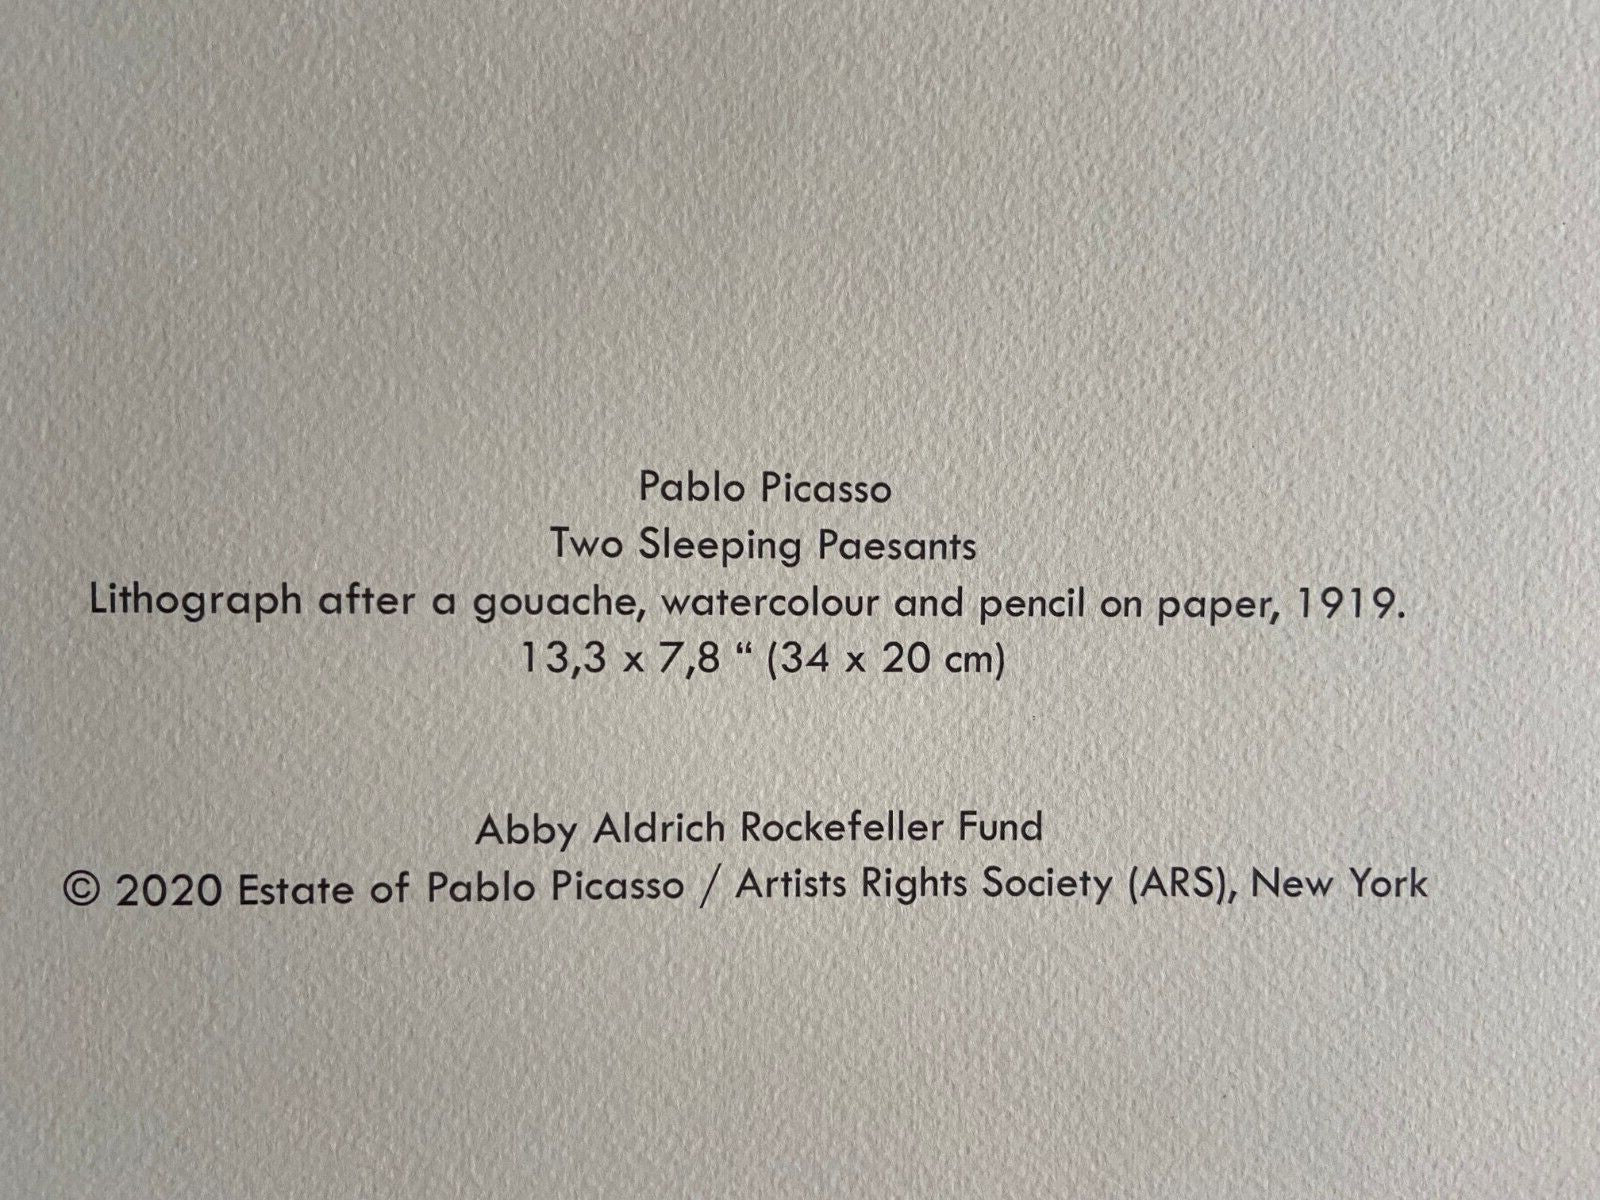 Pablo Picasso
Two Sleeping Paesants
Lithograph after a gouache, watercolour and pencil on paper, 1919.
13,3 x 7,8 “ (34 x 20 cm)
Abby Aldrich Rockefeller Fund
© 2020 Estate of Pablo Picasso / Artists Rights Society (ARS), New York